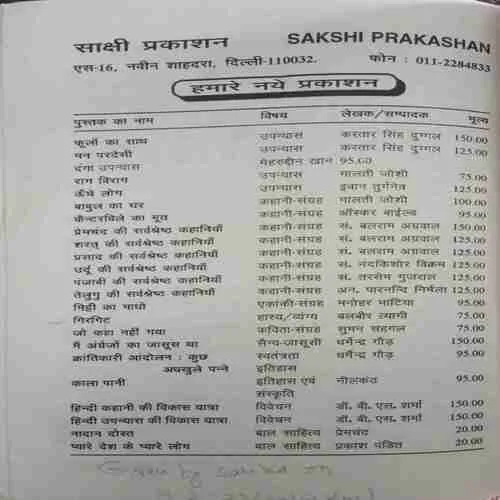 साक्षी प्रकाशन SAKSHI PRAKASHAN
एस-16, नवीन शाहदरा, दिल्ली-110032. फोन : 011-2284833
हमारे नये प्रकाशन
पुस्तक का नाम विषय लेखक/सम्पादक मूल्य
फूलों का साथ उपन्यास करतार सिंह दुग्गल 150.00
मन परदेसी उपन्यास करतार सिंह दुग्गल 125.00
दंगा उपन्यास मेहरुद्दीन खान 95.00
राग विराग उपन्यास मालती जोशी 75.00
ऊँचे लोग उपन्यास इवान तुर्गनेव 125.00
बाबुल का घर कहानी-संग्रह मालती जोशी 100.00
कैन्टरविले का भूत कहानी-संग्रह ऑस्कर वाईल्ड 95.00
प्रेमचंद की सर्वश्रेष्ठ कहानियाँ कहानी-संग्रह सं. बलराम अग्रवाल 150.00
शरत् की सर्वश्रेष्ठ कहानियाँ कहानी-संग्रह सं. बलराम अग्रवाल 125.00
प्रसाद की सर्वश्रेष्ठ कहानियाँ कहानी-संग्रह सं. बलराम अग्रवाल 125.00
उर्दू की सर्वश्रेष्ठ कहानियाँ कहानी-संग्रह सं. नंदकिशोर विक्रम 125.00
पंजाबी की सर्वश्रेष्ठ कहानियाँ कहानी-संग्रह सं. तरसेम गुजराल 125.00
तेलुगु की सर्वश्रेष्ठ कहानियाँ कहानी-संग्रह अन. पारनन्दि निर्मला 125.00
मिट्टी का माधो एकांकी-संग्रह मनोहर भाटिया 95.00
गिरगिट हास्य/व्यंग्य बलबीर त्यागी 75.00
जो कहा नहीं गया कविता-संग्रह सुमन सहगल 75.00
मैं अंग्रेजों का जासूस था सैन्य-जासूसी धर्मेन्द्र गौड़ 150.00
क्रांतिकारी आन्दोलन : कुछ स्वतंत्रता धर्मेन्द्र गौड़ 95.00
अधखुले पन्ने इतिहास
काला पानी इतिहास एवं नीलकंठ 95.00
संस्कृति
हिन्दी कहानी की विकास यात्रा विवेचन डॉ. बी. एस. शर्मा 150.00
हिन्दी उपन्यास की विकास यात्रा विवेचन डॉ. बी. एस. शर्मा 150.00
नादान दोस्त बाल साहित्य प्रेमचंद 20.00
प्यारे देश के प्यारे लोग बाल साहित्य प्रकाश पंडित 20.00
Given by